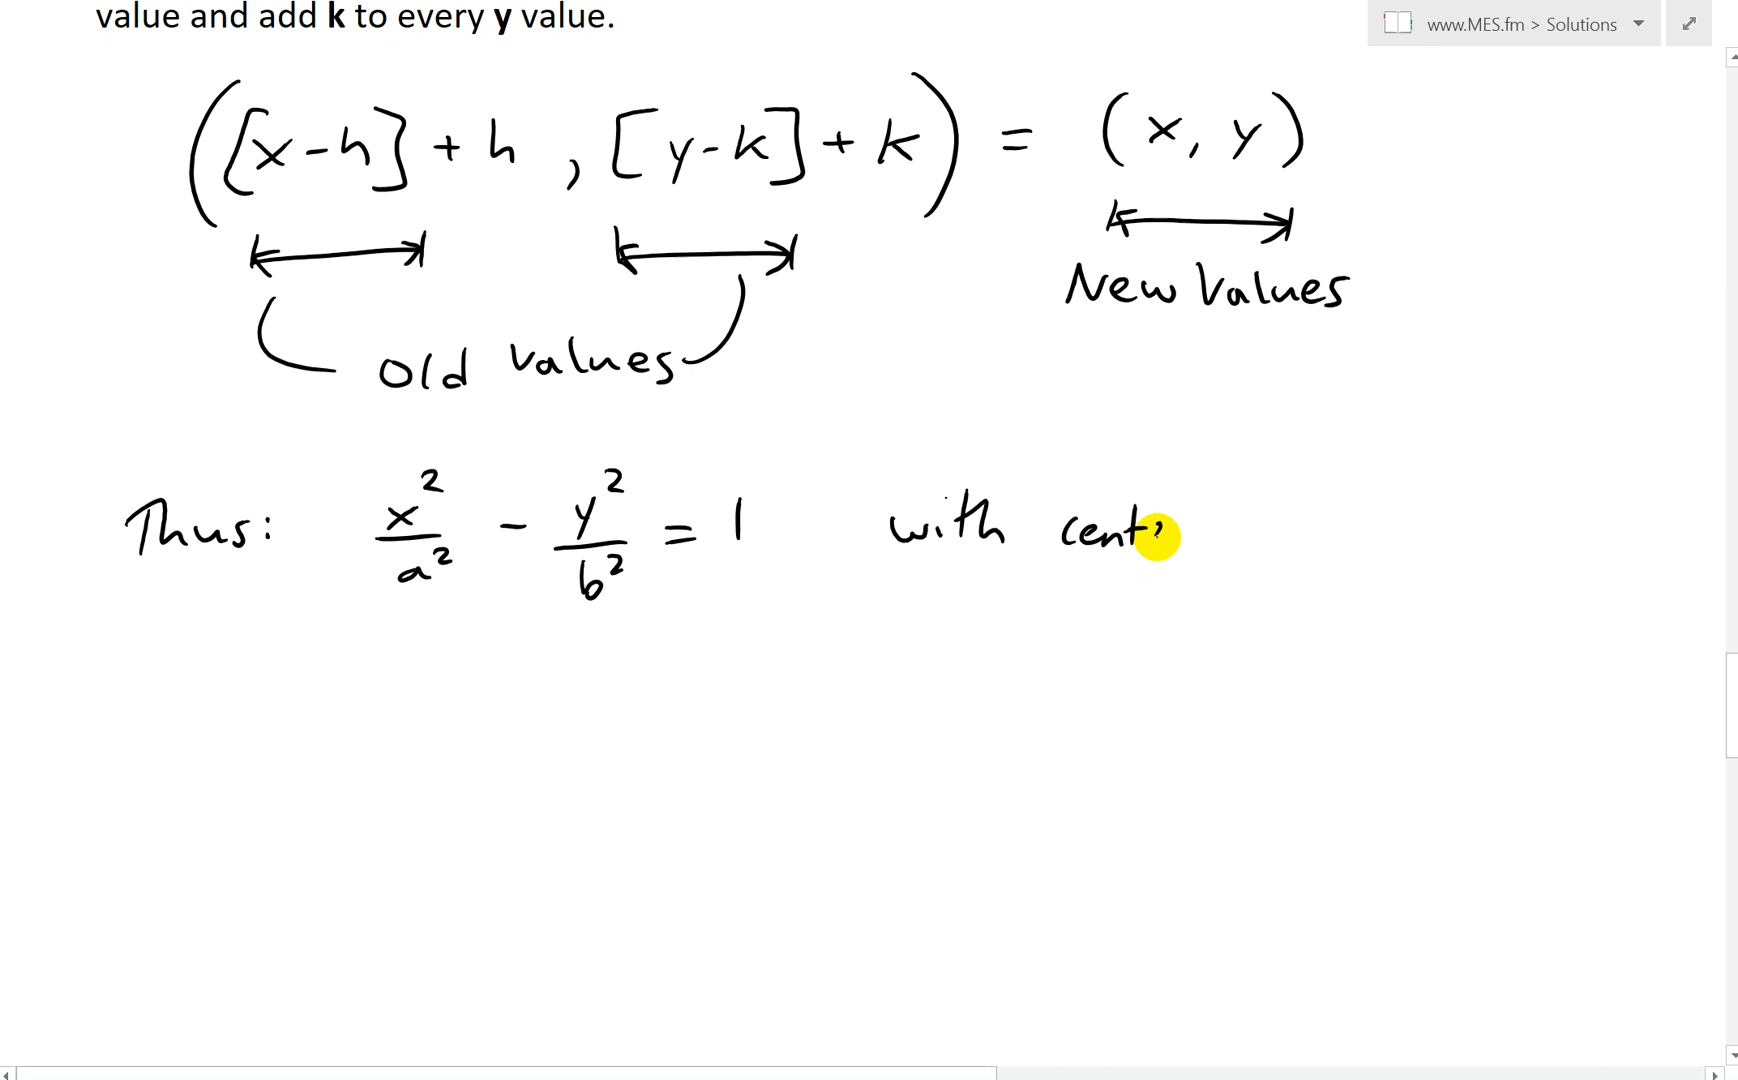 value and add k to every y value.
www.MES.fm > Solutions
([x-h]+h, [y-k]+k) = (x, y)
New Values
Old Values
Thus: x²/a² - y²/b² = 1 with cent